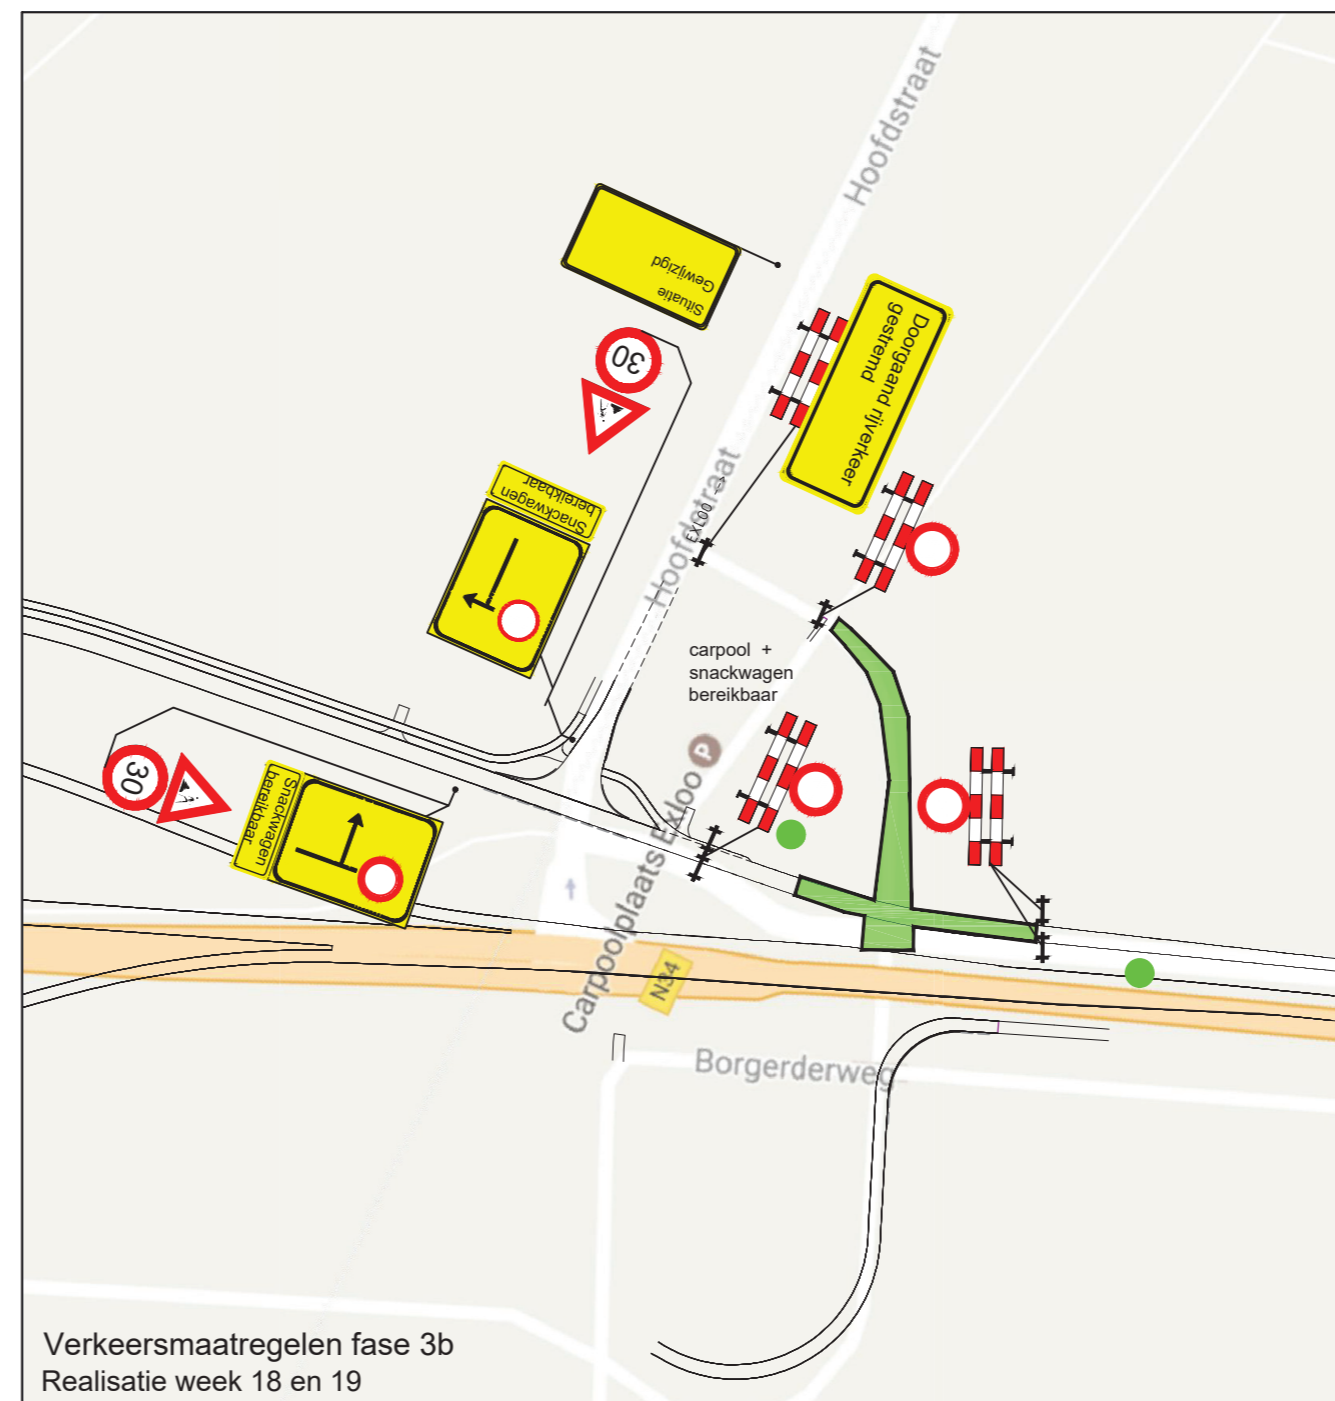 Hoofdstraat
Situatie
Gewijzigd
30
Doorgaand rijverkeer
gestremd
Snackwagen
bereikbaar
Hoofdstraat
EXLOO
carpool +
snackwagen
bereikbaar
P
Carpoolplaats Exloo
30
Snackwagen
bereikbaar
N34
Borgerderweg
Verkeersmaatregelen fase 3b
Realisatie week 18 en 19